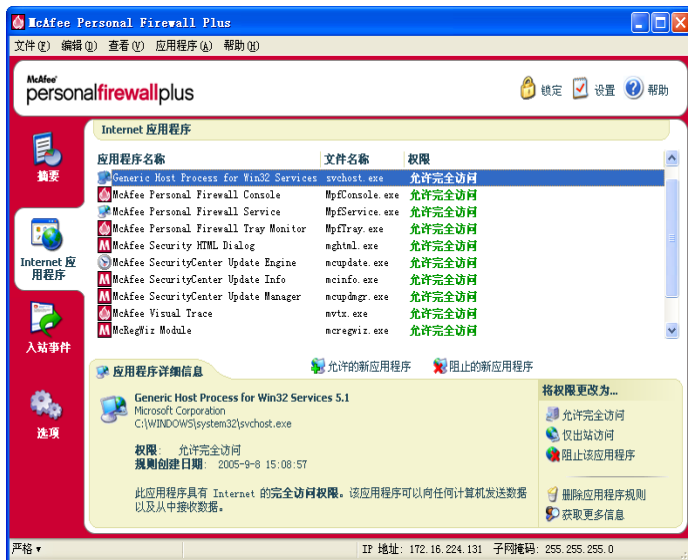 McAfee Personal Firewall Plus
文件(F) 编辑(D) 查看(V) 应用程序(A) 帮助(H)
McAfee
personalfirewallplus
锁定 设置 帮助
摘要
Internet 应用程序
入站事件
选项
Internet 应用程序
应用程序名称 文件名称 权限
Generic Host Process for Win32 Services svchost.exe 允许完全访问
McAfee Personal Firewall Console MpfConsole.exe 允许完全访问
McAfee Personal Firewall Service MpfService.exe 允许完全访问
McAfee Personal Firewall Tray Monitor MpfTray.exe 允许完全访问
McAfee Security HTML Dialog mghtml.exe 允许完全访问
McAfee SecurityCenter Update Engine mcupdate.exe 允许完全访问
McAfee SecurityCenter Update Info mcinfo.exe 允许完全访问
McAfee SecurityCenter Update Manager mcupdmgr.exe 允许完全访问
McAfee Visual Trace mvtx.exe 允许完全访问
McRegWiz Module mcregwiz.exe 允许完全访问
应用程序详细信息 允许的新应用程序 阻止的新应用程序
Generic Host Process for Win32 Services 5.1
Microsoft Corporation
C:\WINDOWS\system32\svchost.exe
权限: 允许完全访问
规则创建日期: 2005-9-8 15:08:57
此应用程序具有 Internet 的完全访问权限。该应用程序可以向任何计算机发送数据
以及从中接收数据。
将权限更改为...
允许完全访问
仅出站访问
阻止该应用程序
删除应用程序规则
获取更多信息
严格 IP 地址: 172.16.224.131 子网掩码: 255.255.255.0